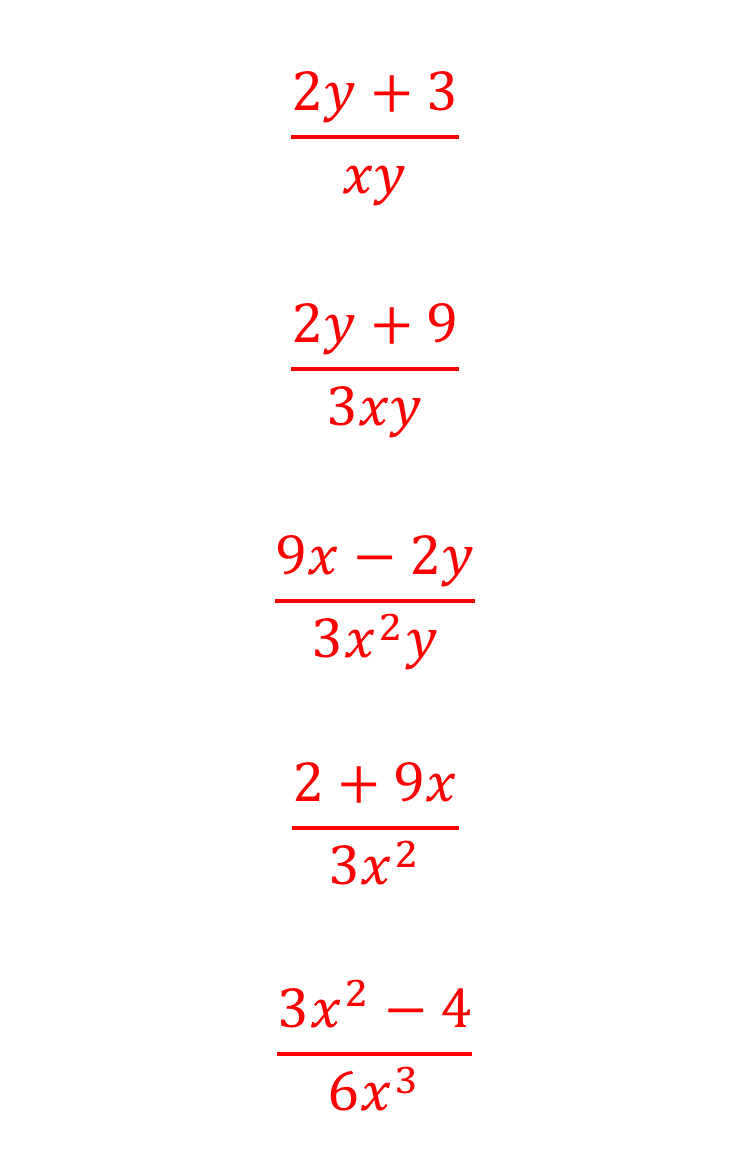 2y + 3
xy
2y + 9
3xy
9x − 2y
3x²y
2 + 9x
3x²
3x² − 4
6x³